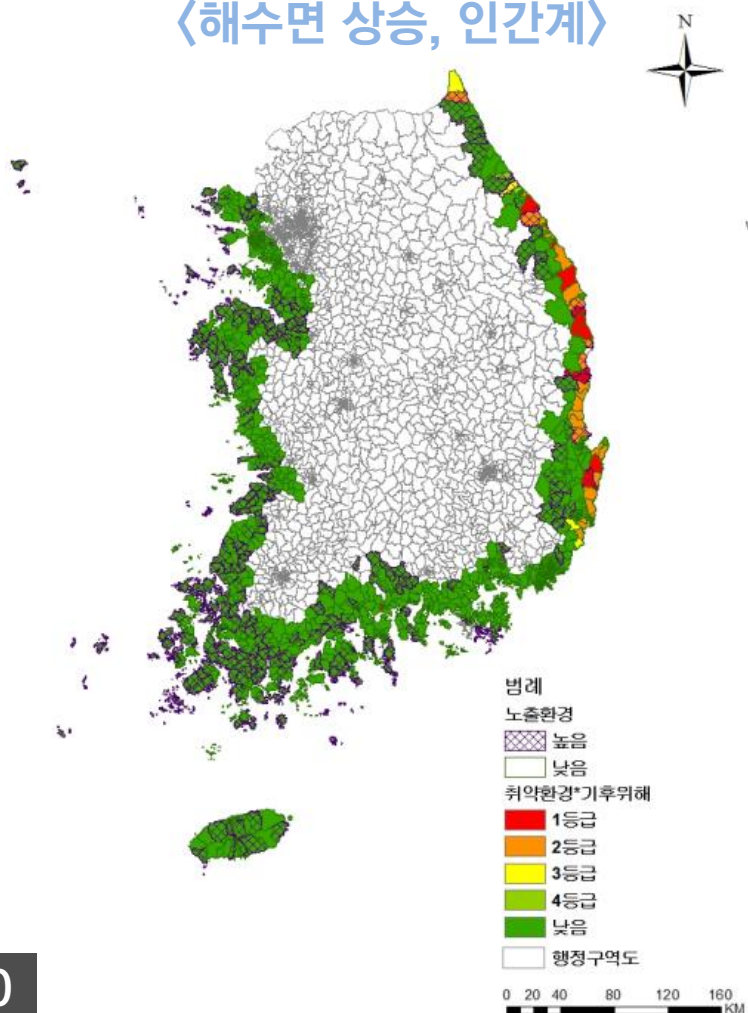 〈해수면 상승, 인간계〉
N
범례
노출환경
높음
낮음
취약환경*기후위해
1등급
2등급
3등급
4등급
낮음
행정구역도
0 20 40 80 120 160
KM
0